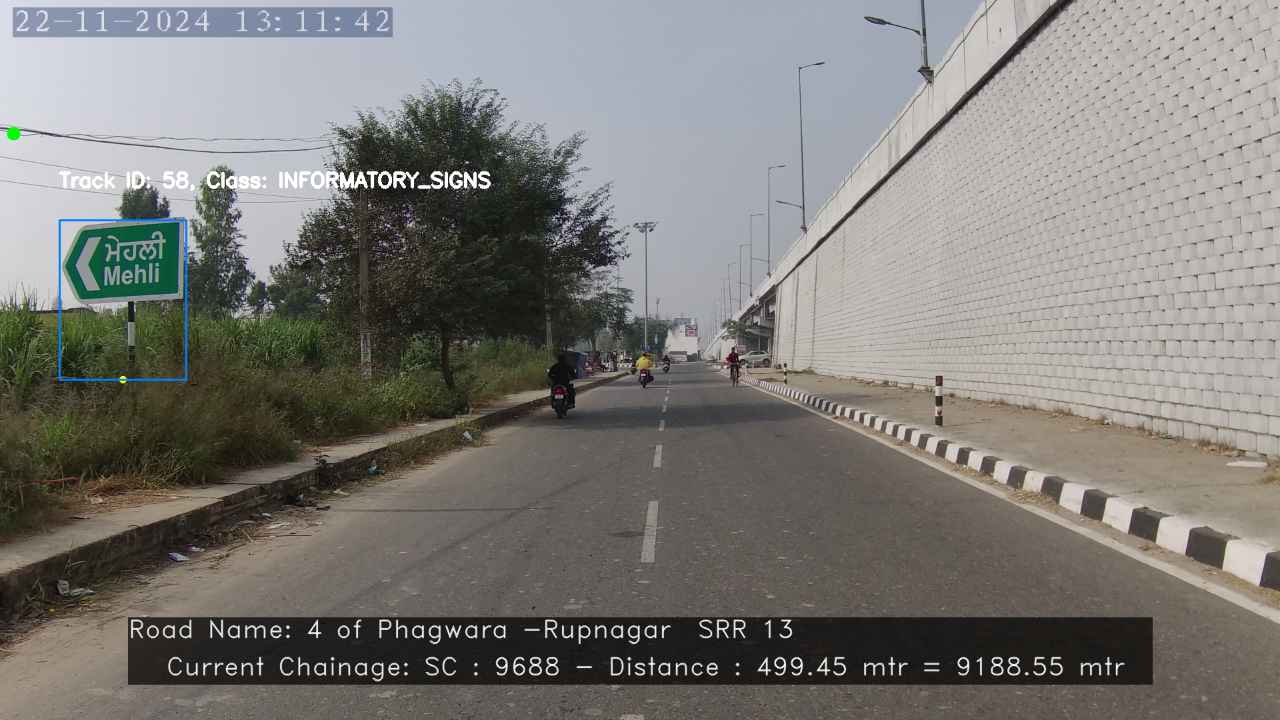 22-11-2024 13:11:42
Track ID: 58, Class: INFORMATORY_SIGNS
ਮੇਹਲੀ
Mehli
Road Name: 4 of Phagwara -Rupnagar SRR 13
Current Chainage: SC : 9688 - Distance : 499.45 mtr = 9188.55 mtr